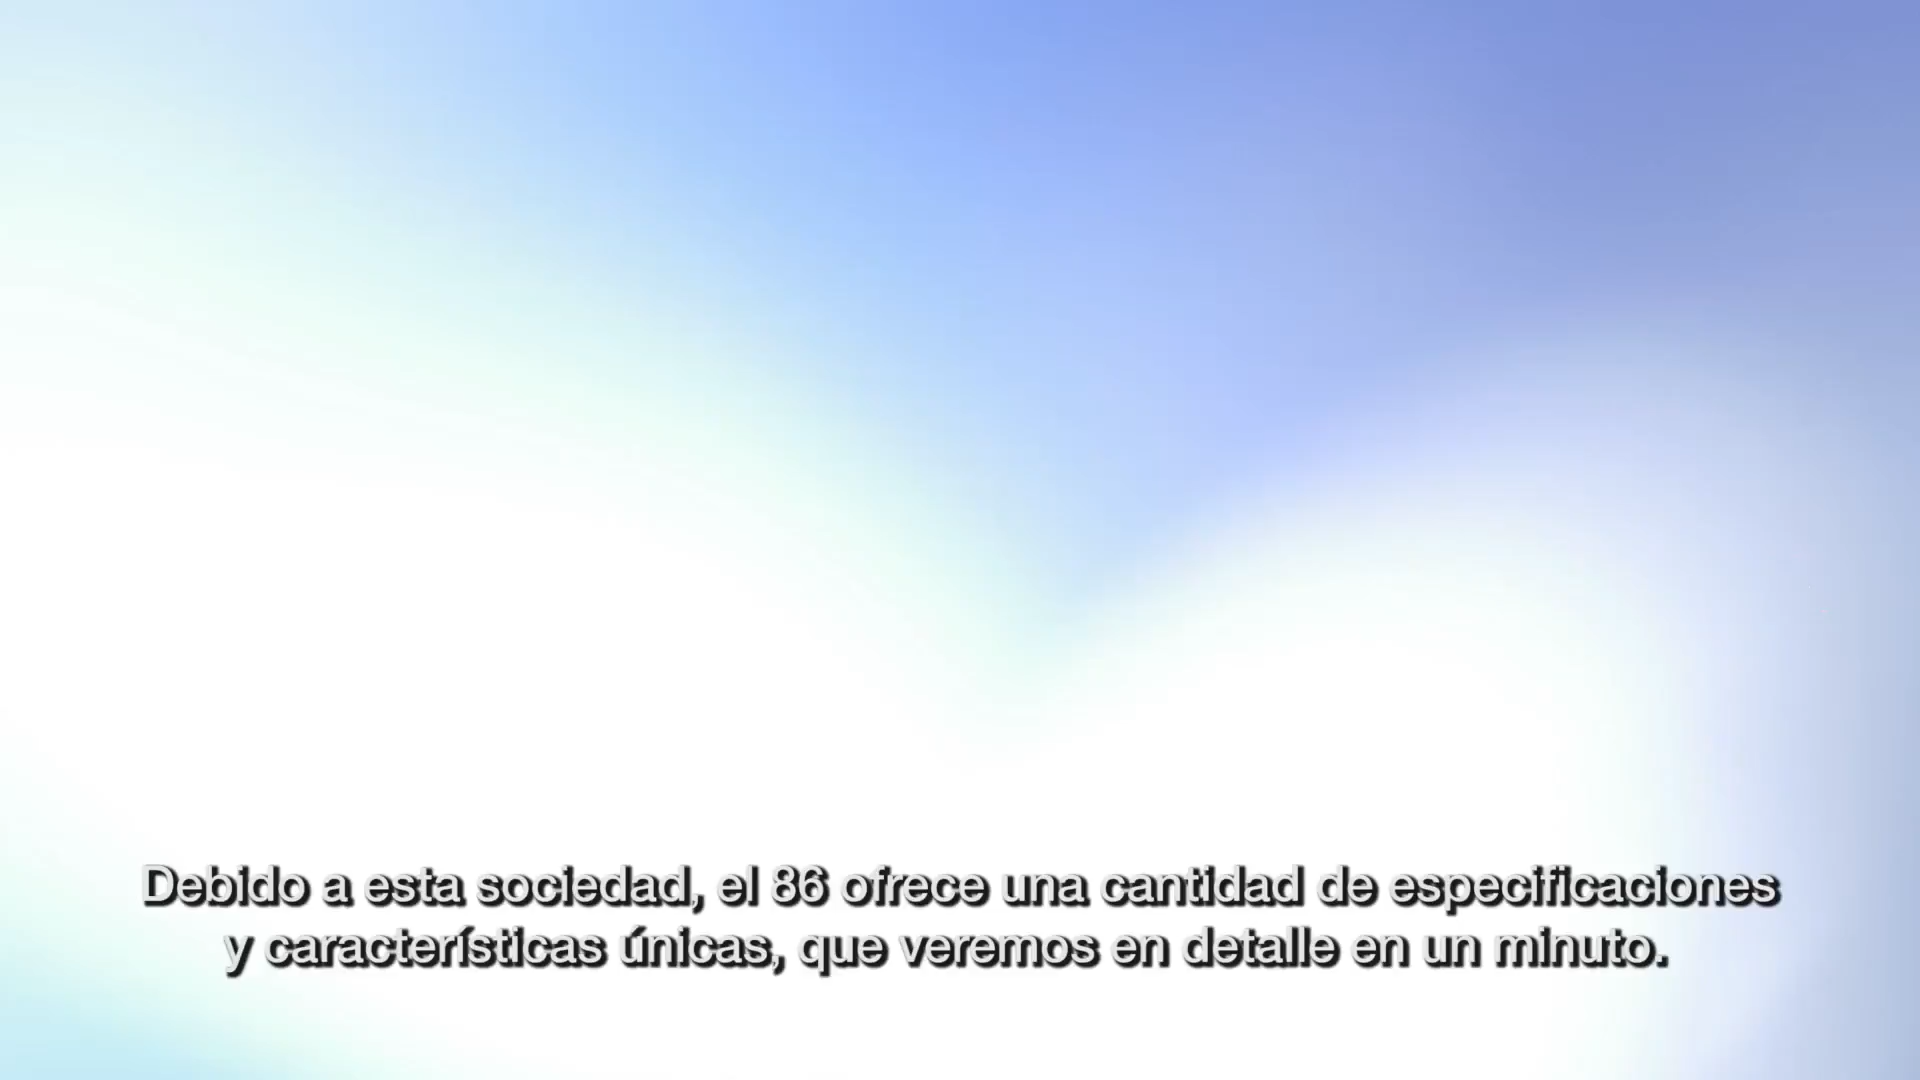 Debido a esta sociedad, el 86 ofrece una cantidad de especificaciones
y características únicas, que veremos en detalle en un minuto.